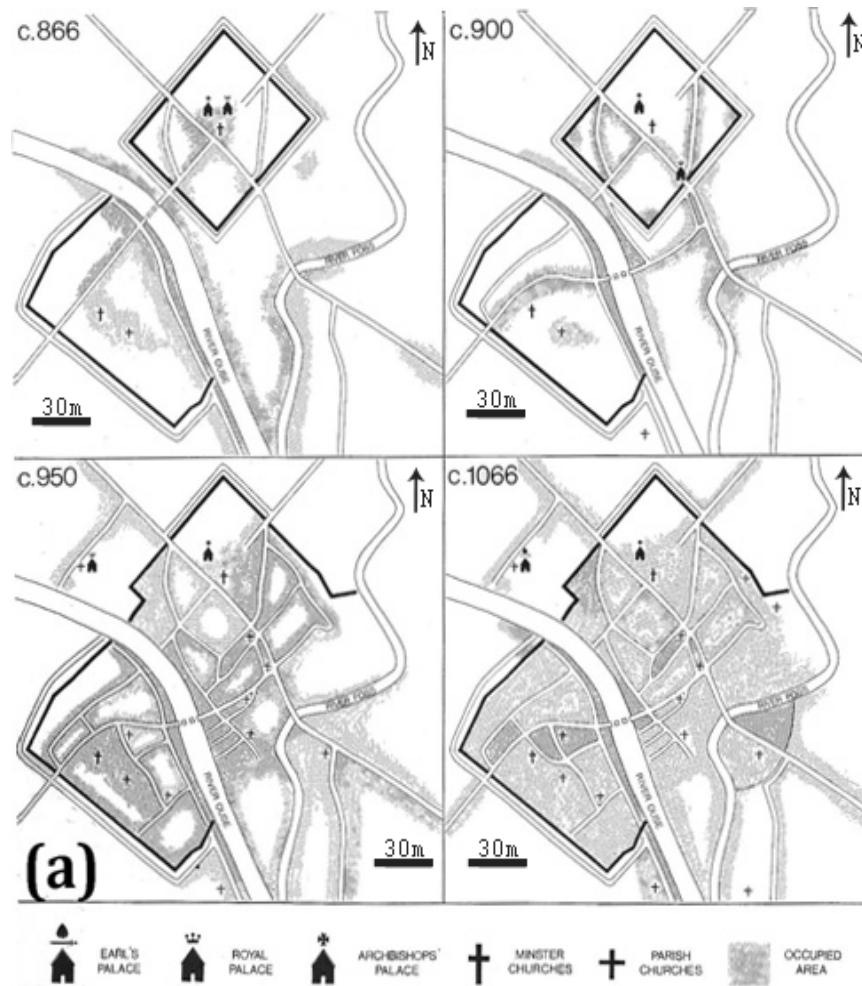 c.866
N
RIVER FOSS
RIVER OUSE
30m
c.900
N
RIVER FOSS
RIVER OUSE
30m
c.950
N
RIVER FOSS
RIVER OUSE
(a)
30m
c.1066
N
RIVER FOSS
RIVER OUSE
30m
EARL'S
PALACE
ROYAL
PALACE
ARCHBISHOPS'
PALACE
MINSTER
CHURCHES
PARISH
CHURCHES
OCCUPIED
AREA